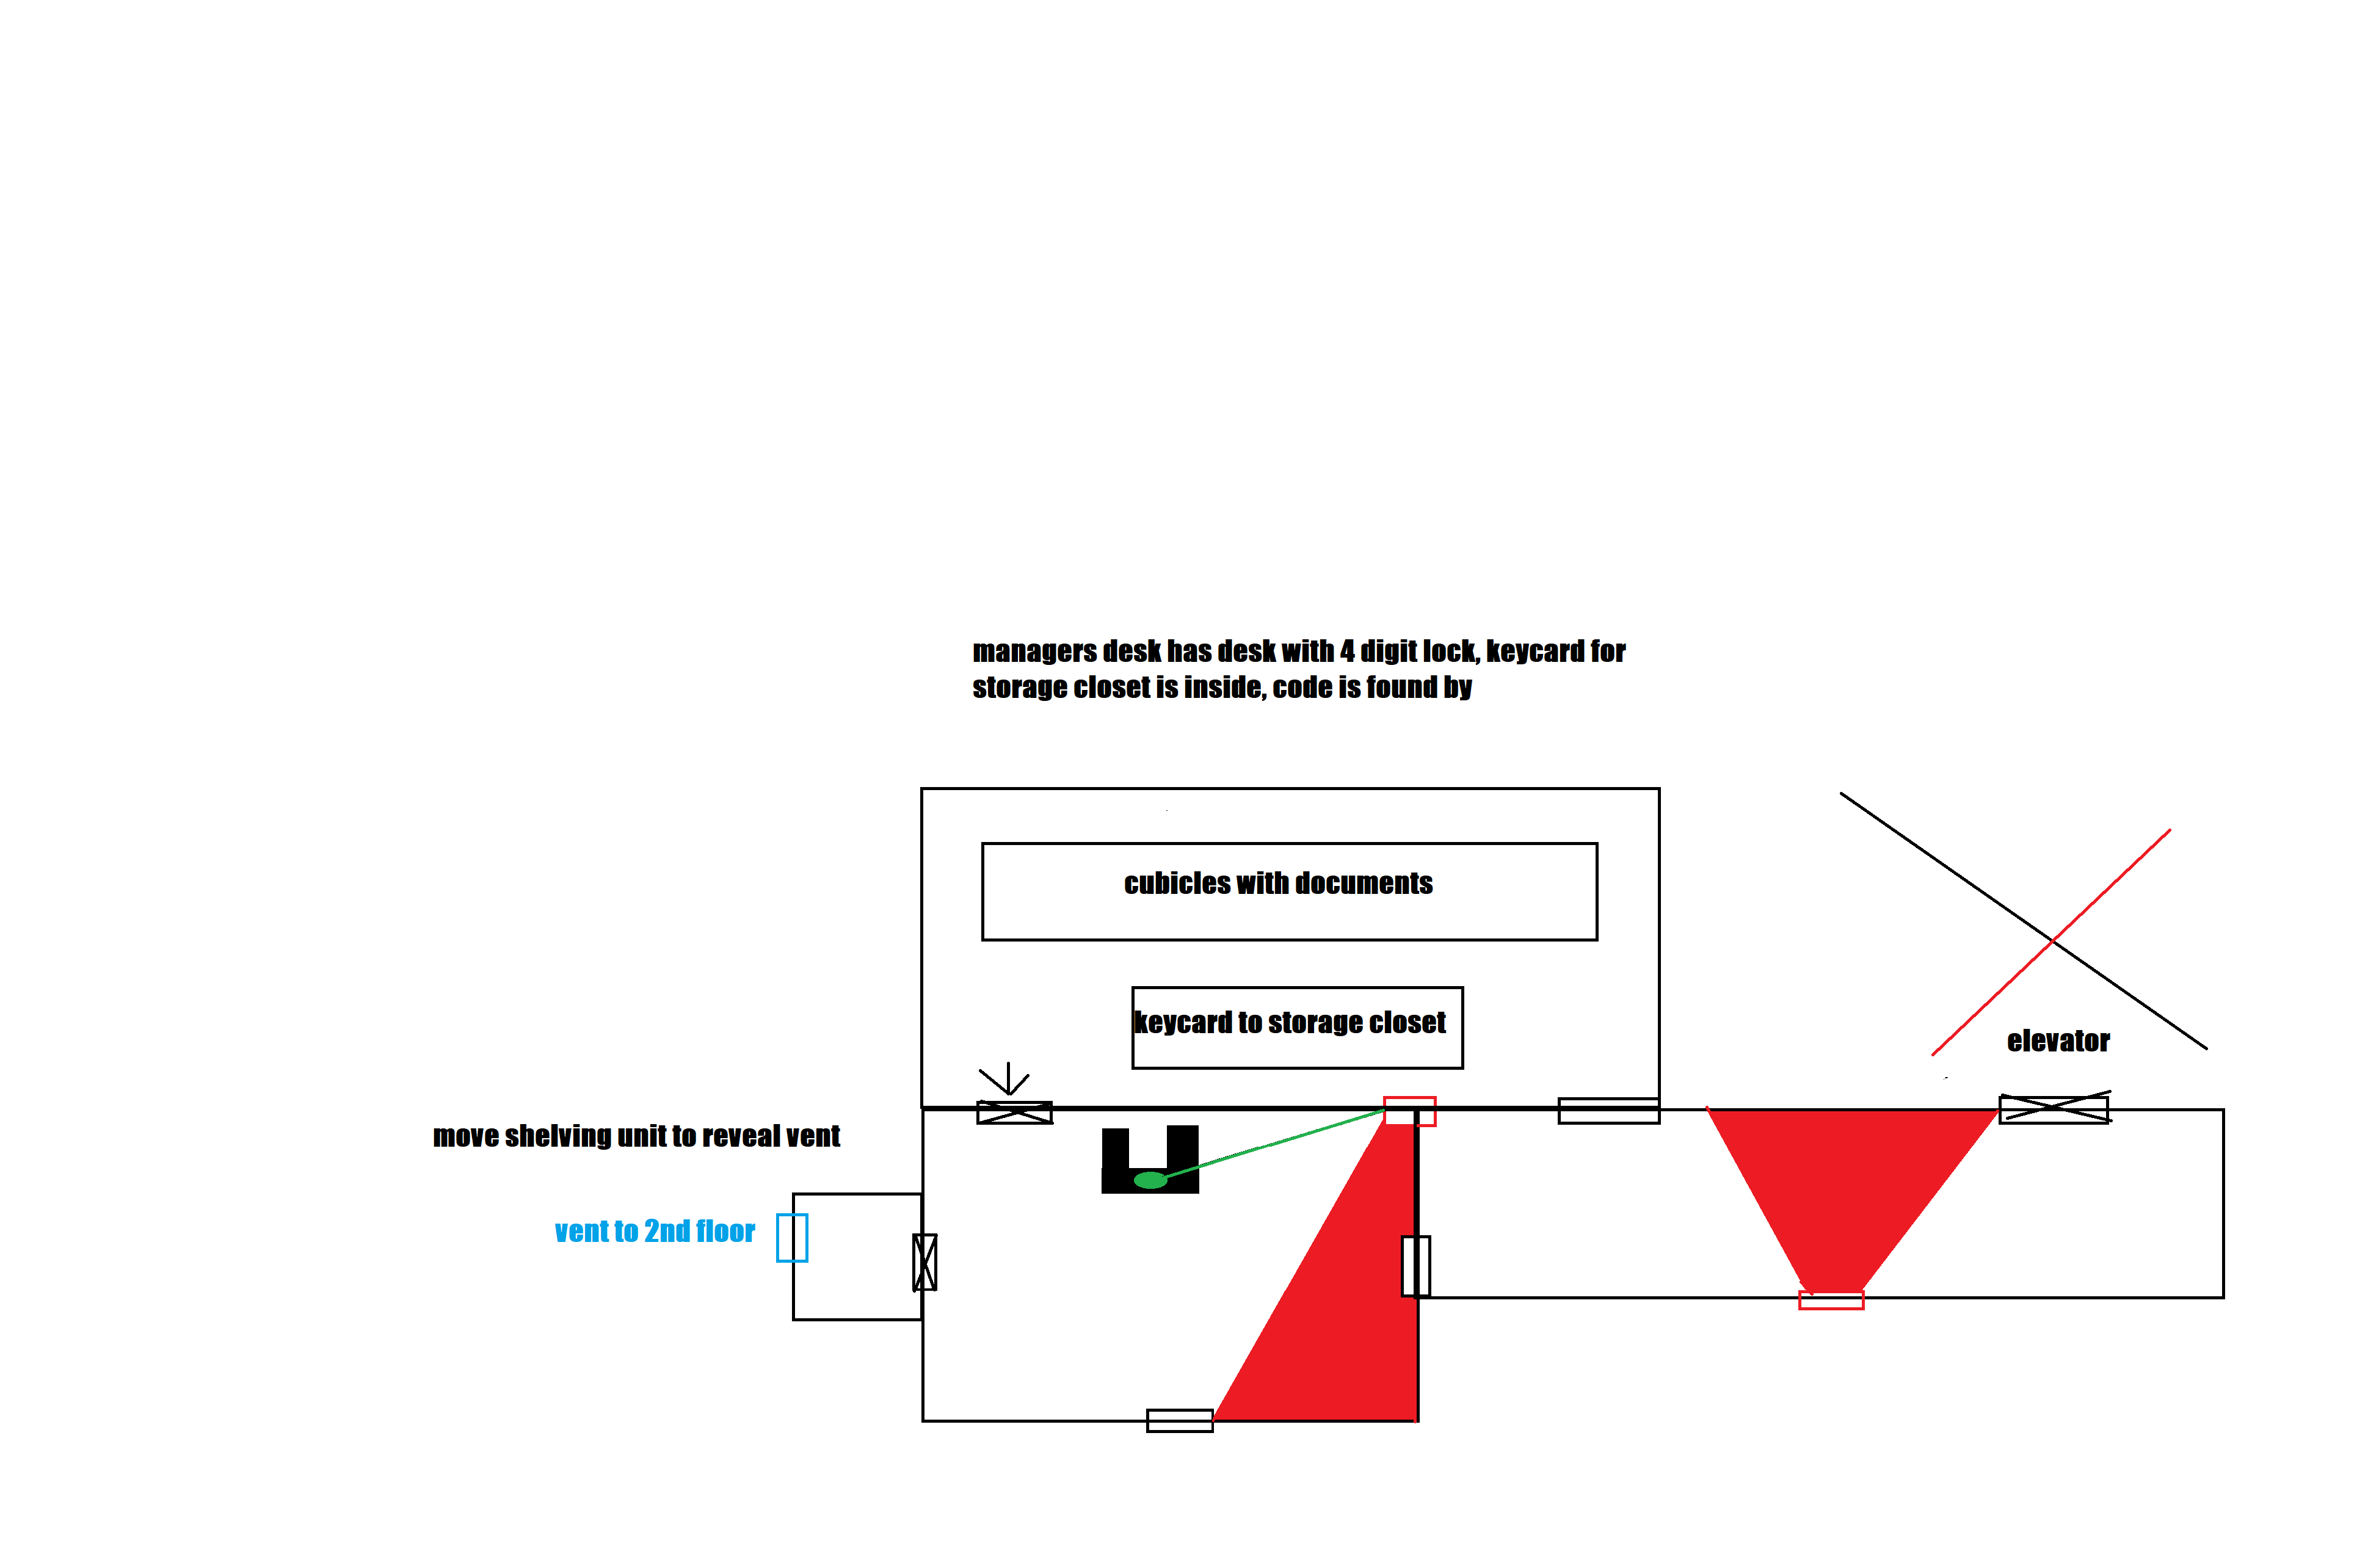 managers desk has desk with 4 digit lock, keycard for
storage closet is inside, code is found by
cubicles with documents
keycard to storage closet
elevator
move shelving unit to reveal vent
vent to 2nd floor